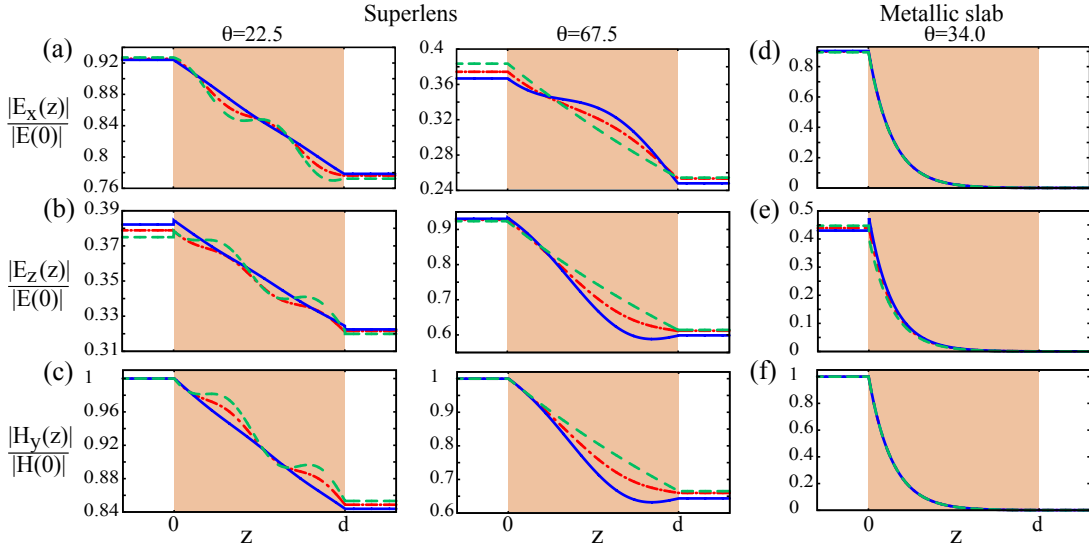 Superlens
Metallic slab
θ=22.5
θ=67.5
θ=34.0
(a)
0.92
0.84
0.8
0.76
0.4
0.36
0.32
0.28
0.24
(d)
0.8
0.6
0.4
0.2
0
|E_x(z)|
|E(0)|
(b)
0.39
0.37
0.35
0.33
0.31
0.9
0.8
0.7
0.6
(e)
0.5
0.4
0.3
0.2
0.1
0
|E_z(z)|
|E(0)|
(c)
1
0.96
0.92
0.88
0.84
1
0.9
0.8
0.7
0.6
(f)
1
0.8
0.6
0.4
0.2
0
|H_y(z)|
|H(0)|
0
z
d
0
z
d
0
z
d